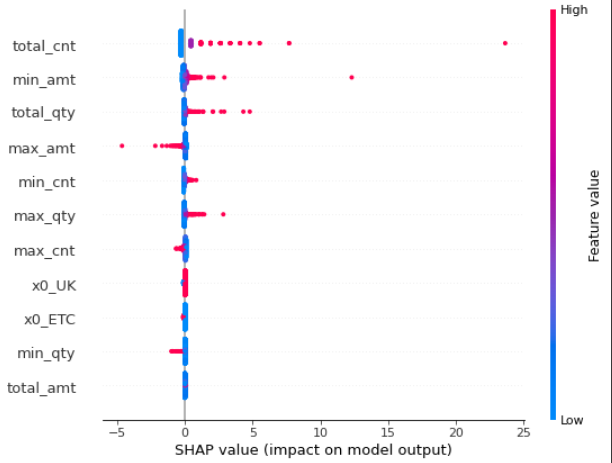 High
total_cnt
min_amt
total_qty
max_amt
min_cnt
max_qty
max_cnt
x0_UK
x0_ETC
min_qty
total_amt
Feature value
Low
−5 0 5 10 15 20 25
SHAP value (impact on model output)